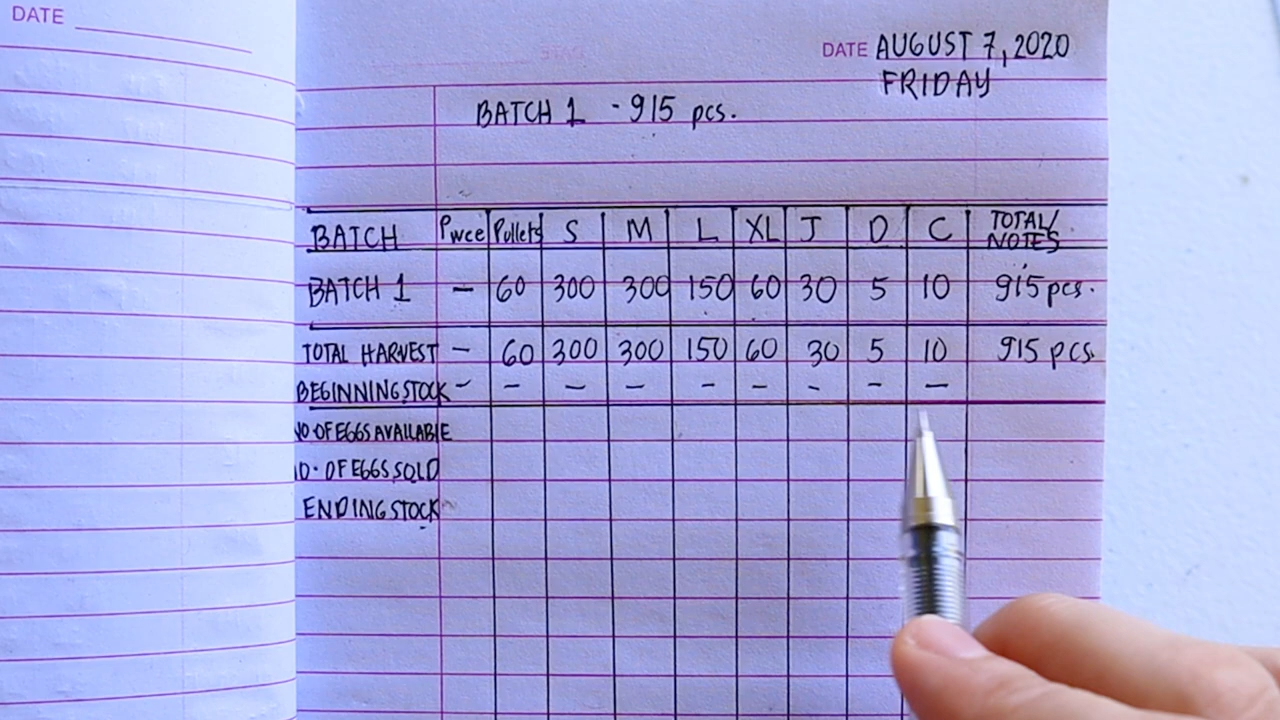 DATE
DATE AUGUST 7, 2020
FRIDAY
BATCH 1 - 915 pcs.
BATCH Pwee Pullets S M L XL J D C TOTAL/
NOTES
BATCH 1 - 60 300 300 150 60 30 5 10 915 pcs.
TOTAL HARVEST - 60 300 300 150 60 30 5 10 915 pcs.
BEGINNING STOCK - - - - - - - - -
NO. OF EGGS AVAILABLE
NO. OF EGGS SOLD
ENDING STOCK